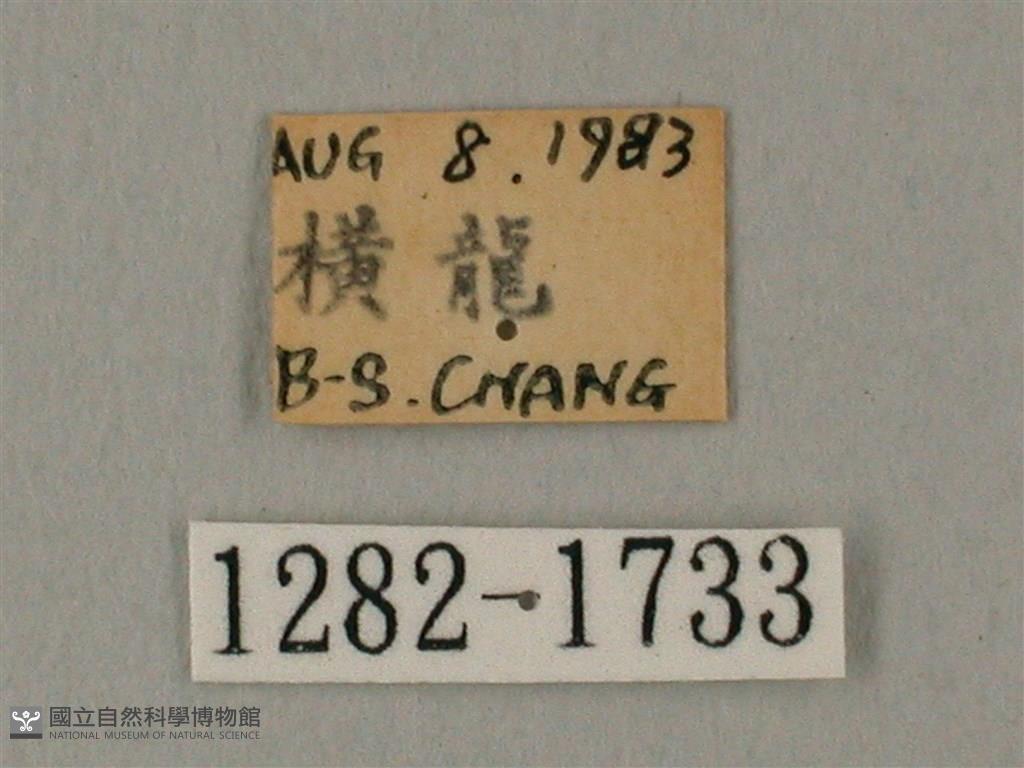 AUG 8. 1983
橫龍
B-S. CHANG
1282-1733
國立自然科學博物館
NATIONAL MUSEUM OF NATURAL SCIENCE